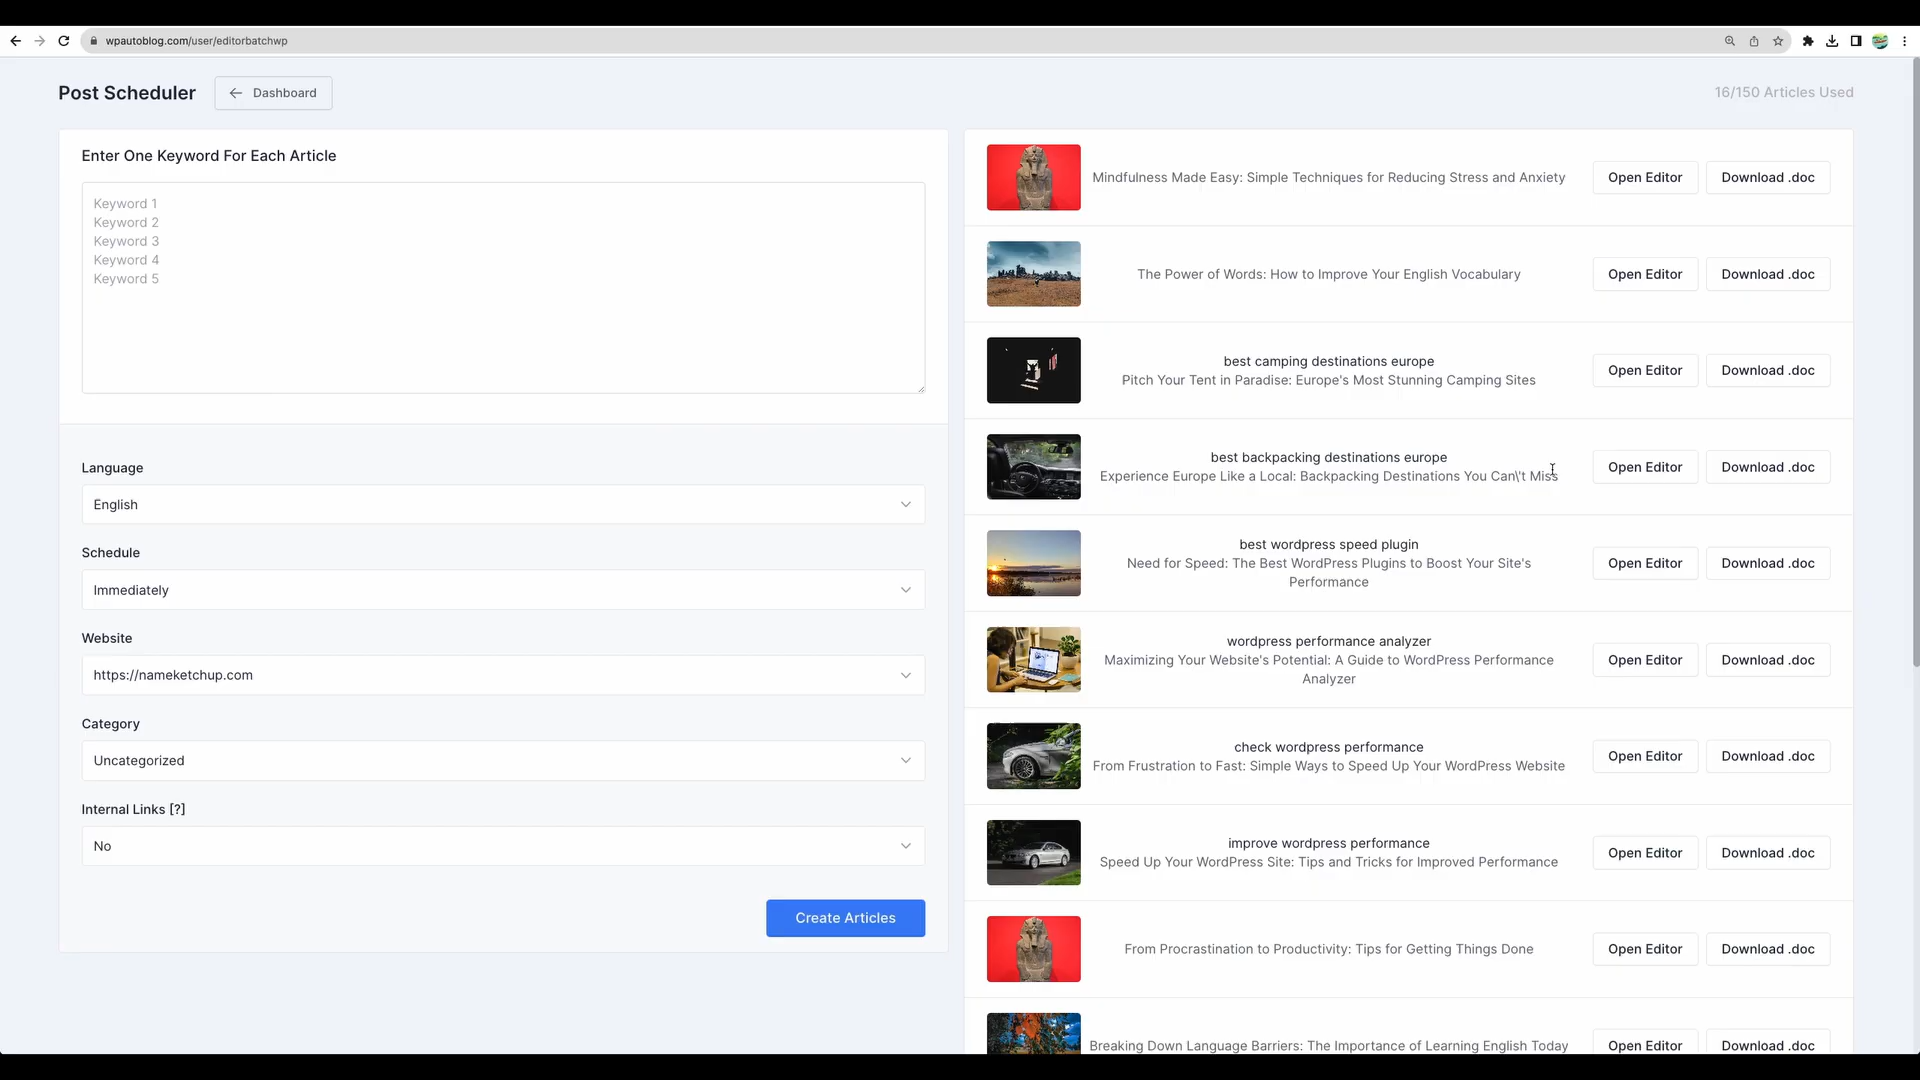 wpautoblog.com/user/editorbatchwp
Post Scheduler
Dashboard
16/150 Articles Used
Enter One Keyword For Each Article
Keyword 1
Keyword 2
Keyword 3
Keyword 4
Keyword 5
Language
English
Schedule
Immediately
Website
https://nameketchup.com
Category
Uncategorized
Internal Links [?]
No
Create Articles
Mindfulness Made Easy: Simple Techniques for Reducing Stress and Anxiety
Open Editor
Download .doc
The Power of Words: How to Improve Your English Vocabulary
Open Editor
Download .doc
best camping destinations europe
Pitch Your Tent in Paradise: Europe's Most Stunning Camping Sites
Open Editor
Download .doc
best backpacking destinations europe
Experience Europe Like a Local: Backpacking Destinations You Can\'t Miss
Open Editor
Download .doc
best wordpress speed plugin
Need for Speed: The Best WordPress Plugins to Boost Your Site's
Performance
Open Editor
Download .doc
wordpress performance analyzer
Maximizing Your Website's Potential: A Guide to WordPress Performance
Analyzer
Open Editor
Download .doc
check wordpress performance
From Frustration to Fast: Simple Ways to Speed Up Your WordPress Website
Open Editor
Download .doc
improve wordpress performance
Speed Up Your WordPress Site: Tips and Tricks for Improved Performance
Open Editor
Download .doc
From Procrastination to Productivity: Tips for Getting Things Done
Open Editor
Download .doc
Breaking Down Language Barriers: The Importance of Learning English Today
Open Editor
Download .doc